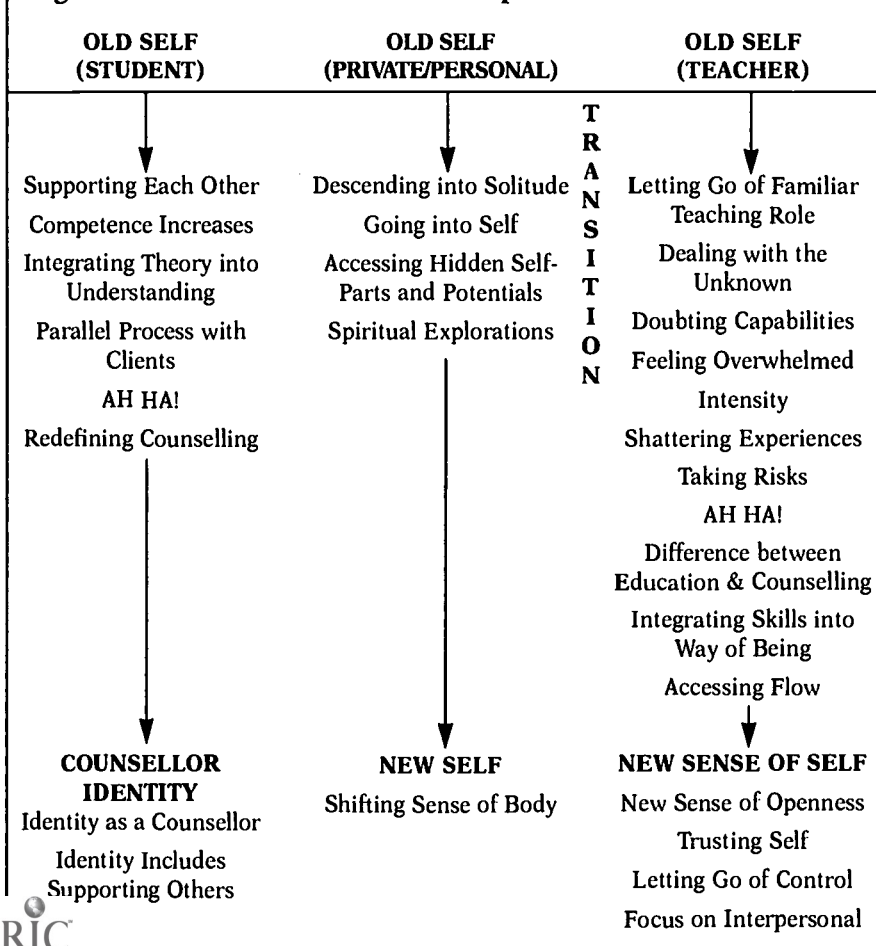 OLD SELF
(STUDENT)
Supporting Each Other
Competence Increases
Integrating Theory into
Understanding
Parallel Process with
Clients
AH HA!
Redefining Counselling
COUNSELLOR
IDENTITY
Identity as a Counsellor
Identity Includes
Supporting Others
OLD SELF
(PRIVATE/PERSONAL)
Descending into Solitude
Going into Self
Accessing Hidden Self-
Parts and Potentials
Spiritual Explorations
NEW SELF
Shifting Sense of Body
TRANSITION
OLD SELF
(TEACHER)
Letting Go of Familiar
Teaching Role
Dealing with the
Unknown
Doubting Capabilities
Feeling Overwhelmed
Intensity
Shattering Experiences
Taking Risks
AH HA!
Difference between
Education & Counselling
Integrating Skills into
Way of Being
Accessing Flow
NEW SENSE OF SELF
New Sense of Openness
Trusting Self
Letting Go of Control
Focus on Interpersonal
RIC